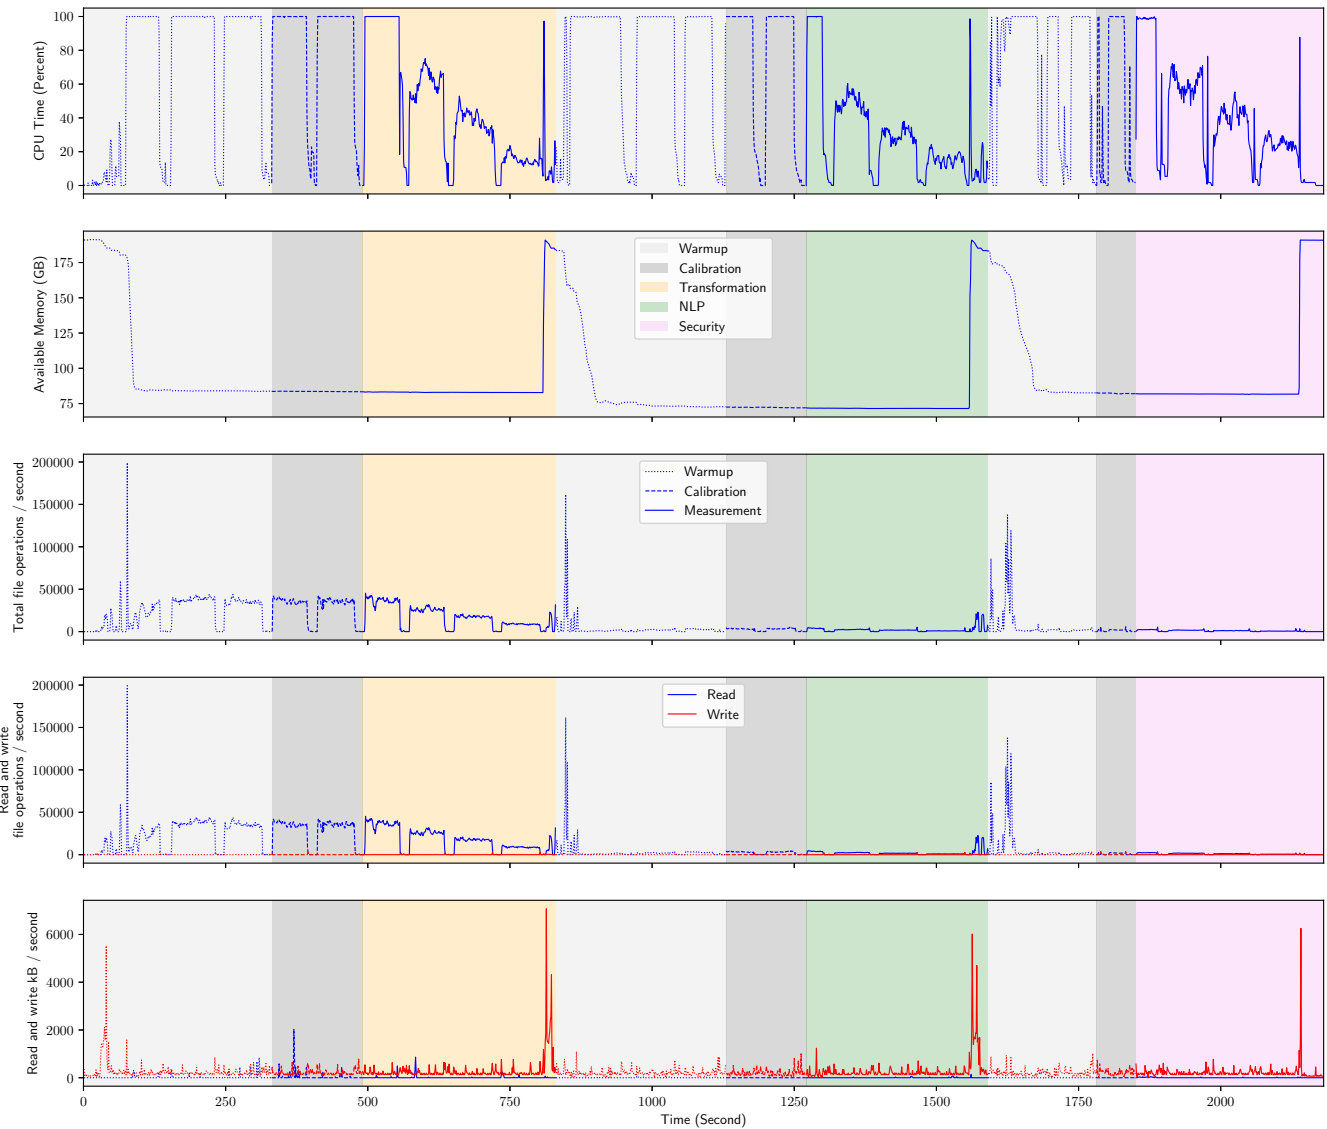 CPU Time (Percent)
100
80
60
40
20
0
Available Memory (GB)
175
150
125
100
75
Warmup
Calibration
Transformation
NLP
Security
Total file operations / second
200000
150000
100000
50000
0
Warmup
Calibration
Measurement
Read and write
file operations / second
200000
150000
100000
50000
0
Read
Write
Read and write kB / second
6000
4000
2000
0
0
250
500
750
1000
1250
1500
1750
2000
Time (Second)